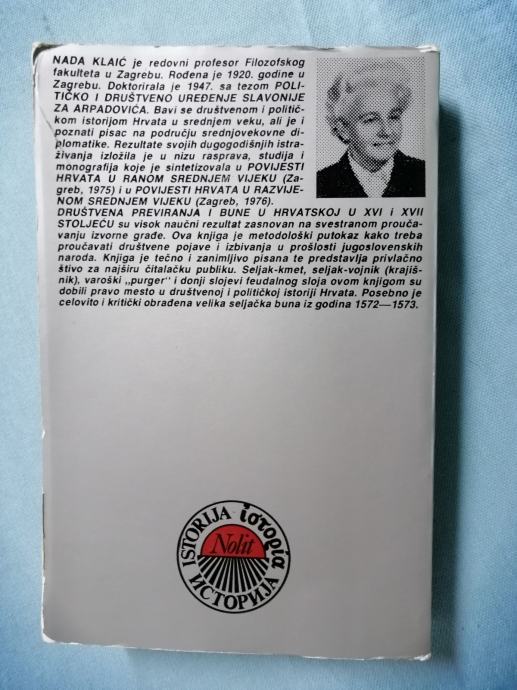 NADA KLAIĆ je redovni profesor Filozofskog
fakulteta u Zagrebu. Rođena je 1920. godine u
Zagrebu. Doktorirala je 1947. sa tezom POLI-
TIČKO I DRUŠTVENO UREĐENJE SLAVONIJE
ZA ARPADOVIĆA. Bavi se društvenom i politič-
kom istorijom Hrvata u srednjem veku, ali je i
poznati pisac na području srednjovekovne di-
plomatike. Rezultate svojih dugogodišnjih istra-
živanja izložila je u nizu rasprava, studija i
monografija koje je sintetizovala u POVIJESTI
HRVATA U RANOM SREDNJEM VIJEKU (Za-
greb, 1975) i u POVIJESTI HRVATA U RAZVIJE-
NOM SREDNJEM VIJEKU (Zagreb, 1976).
DRUŠTVENA PREVIRANJA I BUNE U HRVATSKOJ U XVI i XVII
STOLJEĆU su visok naučni rezultat zasnovan na svestranom prouča-
vanju izvorne građe. Ova knjiga je metodološki putokaz kako treba
proučavati društvene pojave i izbivanja u prošlosti jugoslovenskih
naroda. Knjiga je tečno i zanimljivo pisana te predstavlja privlačno
štivo za najširu čitalačku publiku. Seljak-kmet, seljak-vojnik (krajiš-
nik), varoški „purger" i donji slojevi feudalnog sloja ovom knjigom su
dobili pravo mesto u društvenoj i političkoj istoriji Hrvata. Posebno je
celovito i kritički obrađena velika seljačka buna iz godina 1572—1573.
ISTORIJA ἱστορία
Nolit
ИСТОРИЈА